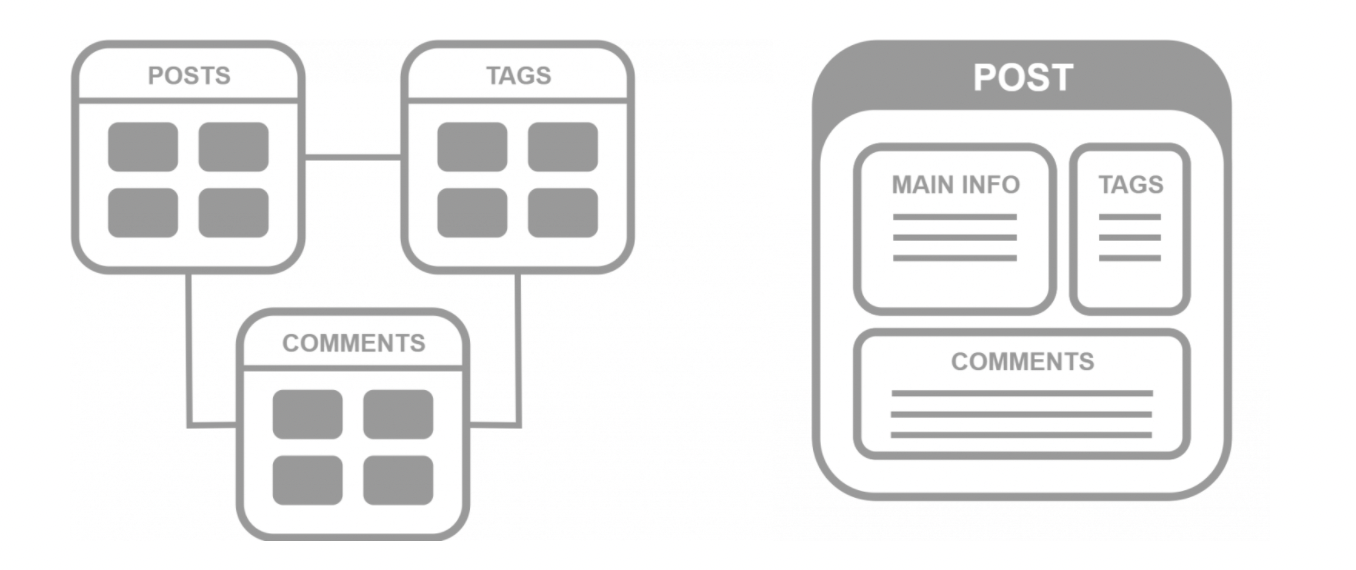 POSTS
TAGS
COMMENTS
POST
MAIN INFO
TAGS
COMMENTS